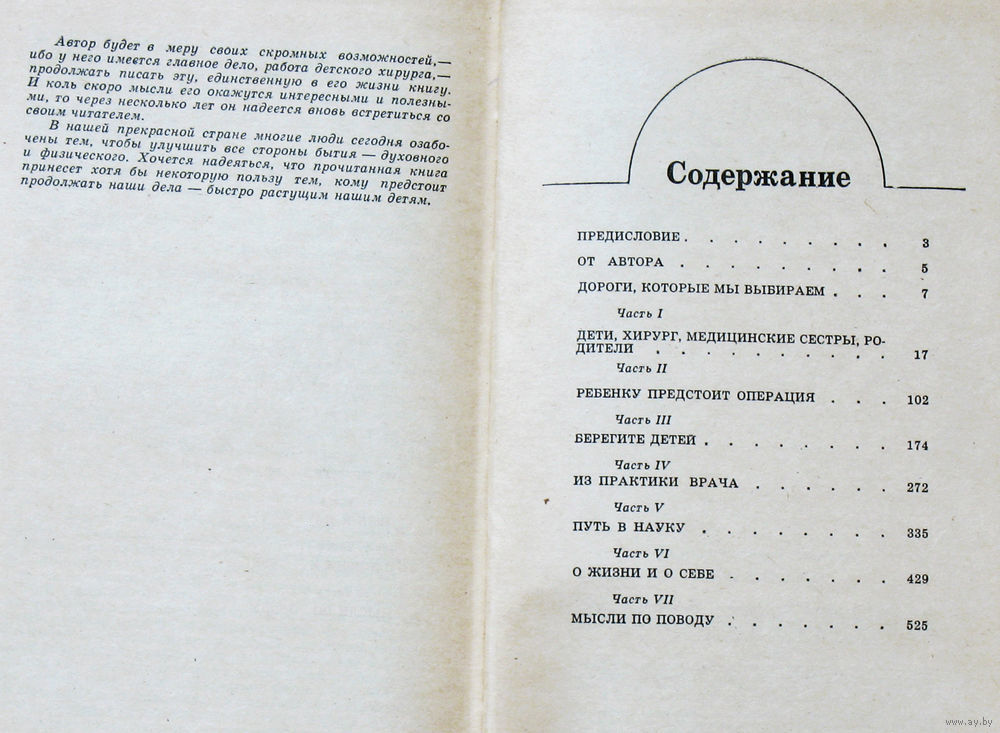 Автор будет в меру своих скромных возможностей,—
ибо у него имеется главное дело, работа детского хирурга,—
продолжать писать эту, единственную в его жизни книгу.
И коль скоро мысли его окажутся интересными и полезны-
ми, то через несколько лет он надеется вновь встретиться со
своим читателем.
В нашей прекрасной стране многие люди сегодня озабо-
чены тем, чтобы улучшить все стороны бытия — духовного
и физического. Хочется надеяться, что прочитанная книга
принесет хотя бы некоторую пользу тем, кому предстоит
продолжать наши дела — быстро растущим нашим детям.
Содержание
ПРЕДИСЛОВИЕ . . . . . . . . . 3
ОТ АВТОРА . . . . . . . . . 5
ДОРОГИ, КОТОРЫЕ МЫ ВЫБИРАЕМ . . . 7
Часть I
ДЕТИ, ХИРУРГ, МЕДИЦИНСКИЕ СЕСТРЫ, РО-
ДИТЕЛИ . . . . . . . . . . 17
Часть II
РЕБЕНКУ ПРЕДСТОИТ ОПЕРАЦИЯ . . . 102
Часть III
БЕРЕГИТЕ ДЕТЕЙ . . . . . . . . 174
Часть IV
ИЗ ПРАКТИКИ ВРАЧА . . . . . . 272
Часть V
ПУТЬ В НАУКУ . . . . . . . . 335
Часть VI
О ЖИЗНИ И О СЕБЕ . . . . . . . 429
Часть VII
МЫСЛИ ПО ПОВОДУ . . . . . . . 525
www.ay.by